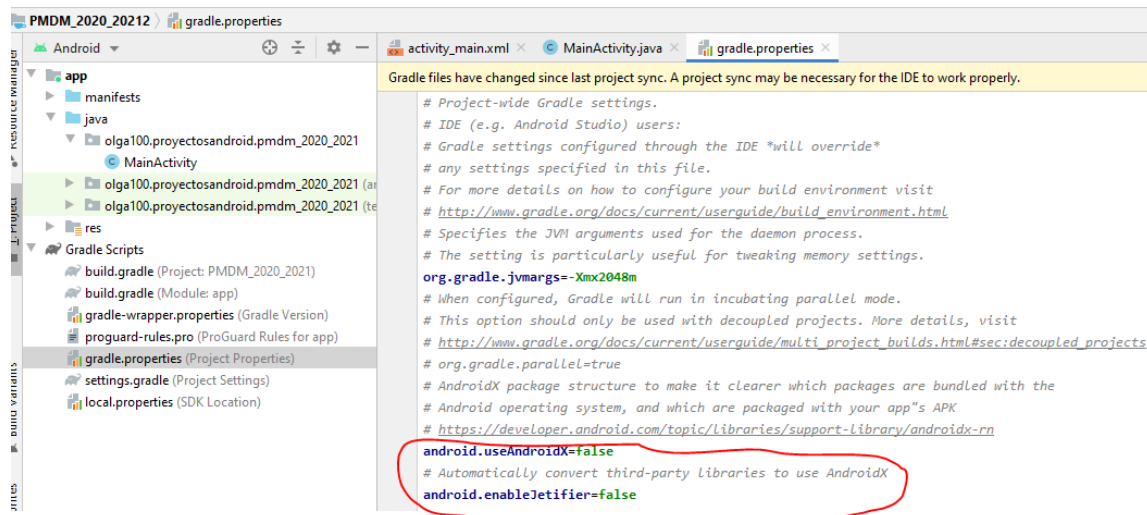 PMDM_2020_20212 gradle.properties
Android
activity_main.xml MainActivity.java gradle.properties
Gradle files have changed since last project sync. A project sync may be necessary for the IDE to work properly.
Resource Manager
1: Project
Build Variants
app
manifests
java
olga100.proyectosandroid.pmdm_2020_2021
MainActivity
olga100.proyectosandroid.pmdm_2020_2021 (a
olga100.proyectosandroid.pmdm_2020_2021 (te
res
Gradle Scripts
build.gradle (Project: PMDM_2020_2021)
build.gradle (Module: app)
gradle-wrapper.properties (Gradle Version)
proguard-rules.pro (ProGuard Rules for app)
gradle.properties (Project Properties)
settings.gradle (Project Settings)
local.properties (SDK Location)
# Project-wide Gradle settings.
# IDE (e.g. Android Studio) users:
# Gradle settings configured through the IDE *will override*
# any settings specified in this file.
# For more details on how to configure your build environment visit
# http://www.gradle.org/docs/current/userguide/build_environment.html
# Specifies the JVM arguments used for the daemon process.
# The setting is particularly useful for tweaking memory settings.
org.gradle.jvmargs=-Xmx2048m
# When configured, Gradle will run in incubating parallel mode.
# This option should only be used with decoupled projects. More details, visit
# http://www.gradle.org/docs/current/userguide/multi_project_builds.html#sec:decoupled_projects
# org.gradle.parallel=true
# AndroidX package structure to make it clearer which packages are bundled with the
# Android operating system, and which are packaged with your app"s APK
# https://developer.android.com/topic/libraries/support-library/androidx-rn
android.useAndroidX=false
# Automatically convert third-party libraries to use AndroidX
android.enableJetifier=false